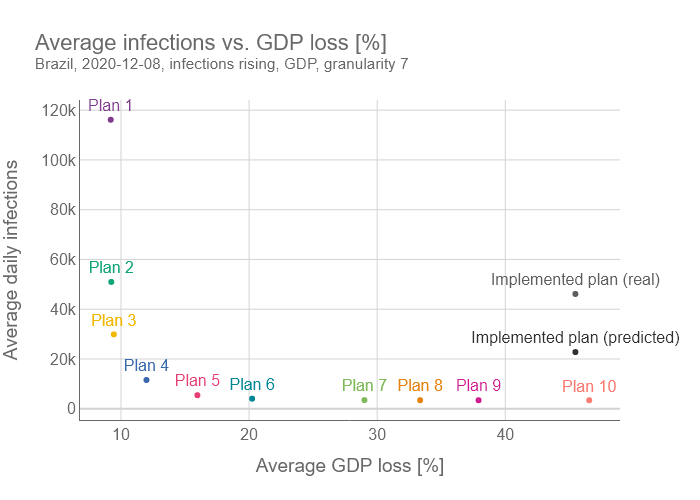 Average infections vs. GDP loss [%]
Brazil, 2020-12-08, infections rising, GDP, granularity 7
Average daily infections
120k
100k
80k
60k
40k
20k
0
Plan 1
Plan 2
Plan 3
Plan 4
Plan 5
Plan 6
Plan 7
Plan 8
Plan 9
Plan 10
Implemented plan (real)
Implemented plan (predicted)
10
20
30
40
Average GDP loss [%]